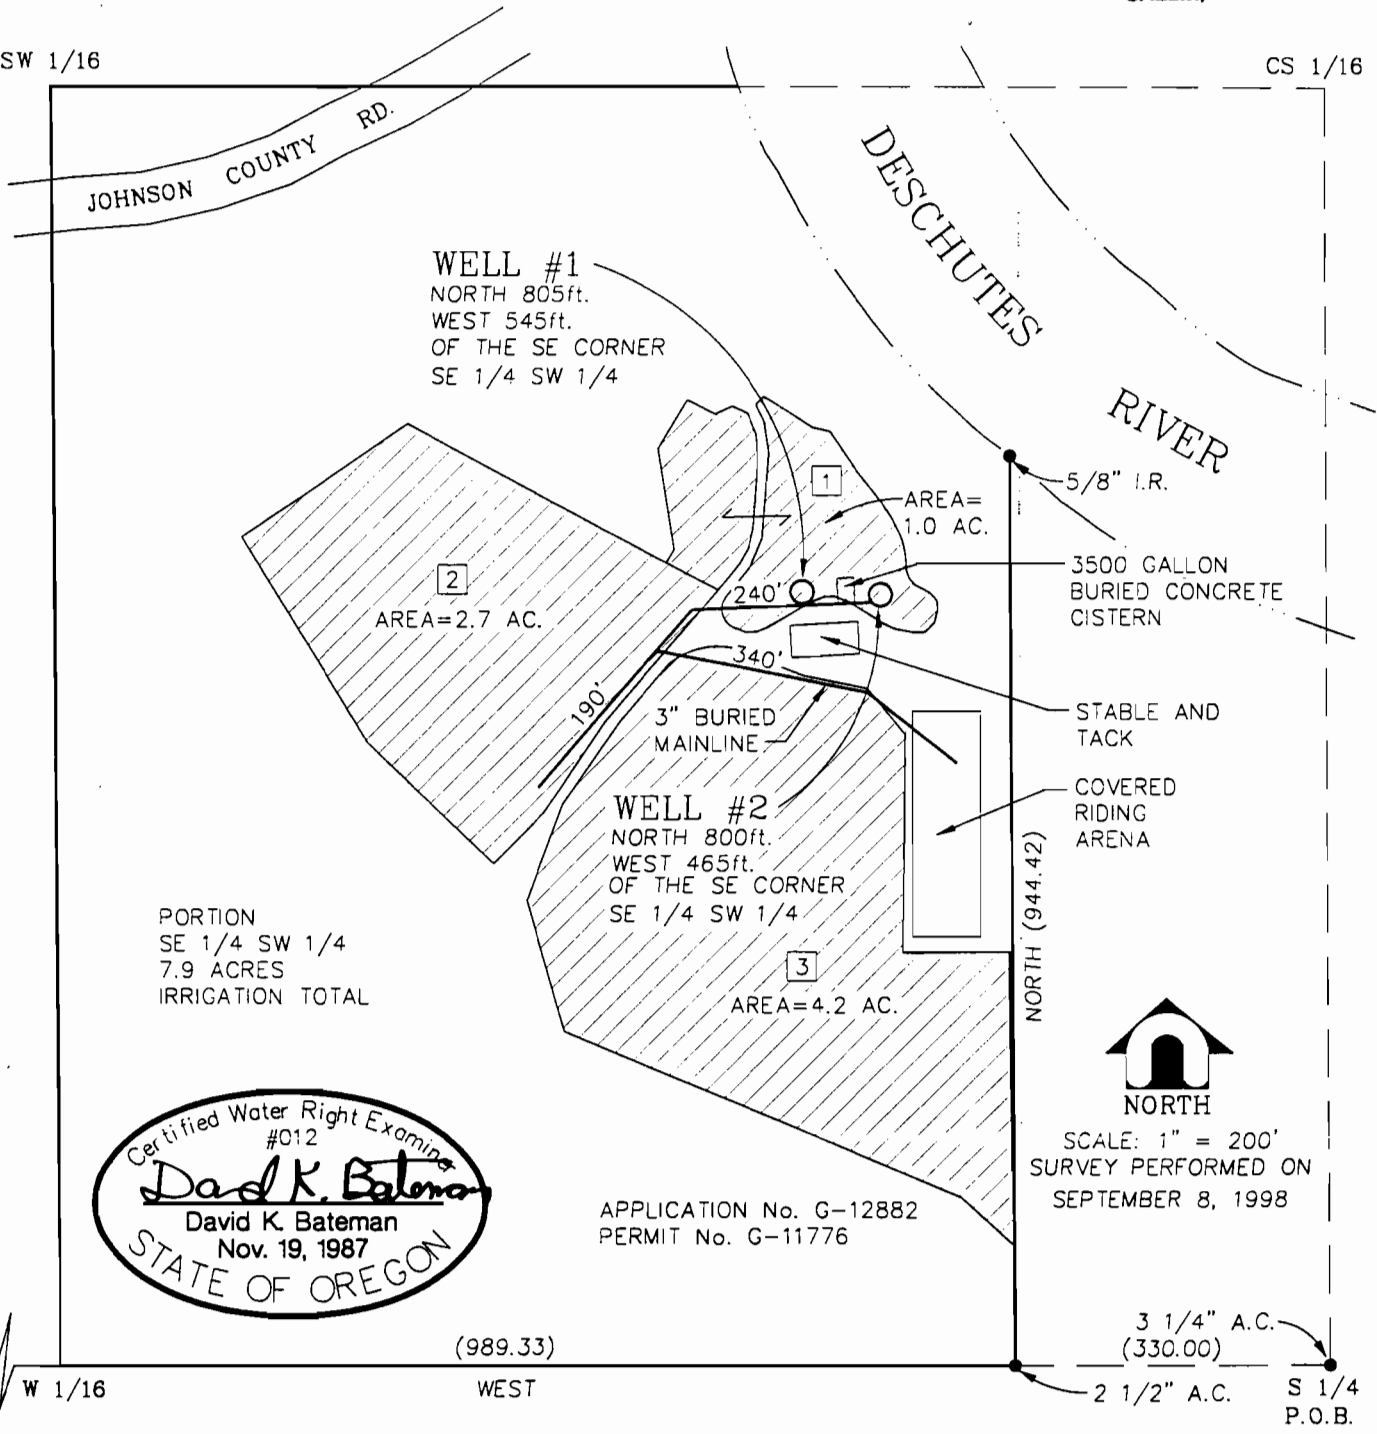 SW 1/16
CS 1/16
JOHNSON COUNTY RD.
DESCHUTES
RIVER
WELL #1
NORTH 805ft.
WEST 545ft.
OF THE SE CORNER
SE 1/4 SW 1/4
1
AREA=
1.0 AC.
5/8" I.R.
2
AREA=2.7 AC.
240'
3500 GALLON
BURIED CONCRETE
CISTERN
340'
190'
3" BURIED
MAINLINE
STABLE AND
TACK
COVERED
RIDING
ARENA
WELL #2
NORTH 800ft.
WEST 465ft.
OF THE SE CORNER
SE 1/4 SW 1/4
NORTH (944.42)
PORTION
SE 1/4 SW 1/4
7.9 ACRES
IRRIGATION TOTAL
3
AREA=4.2 AC.
NORTH
SCALE: 1" = 200'
SURVEY PERFORMED ON
SEPTEMBER 8, 1998
Certified Water Right Examiner
#012
David K. Bateman
David K. Bateman
Nov. 19, 1987
STATE OF OREGON
APPLICATION No. G-12882
PERMIT No. G-11776
3 1/4" A.C.
(989.33)
(330.00)
W 1/16
WEST
2 1/2" A.C.
S 1/4
P.O.B.